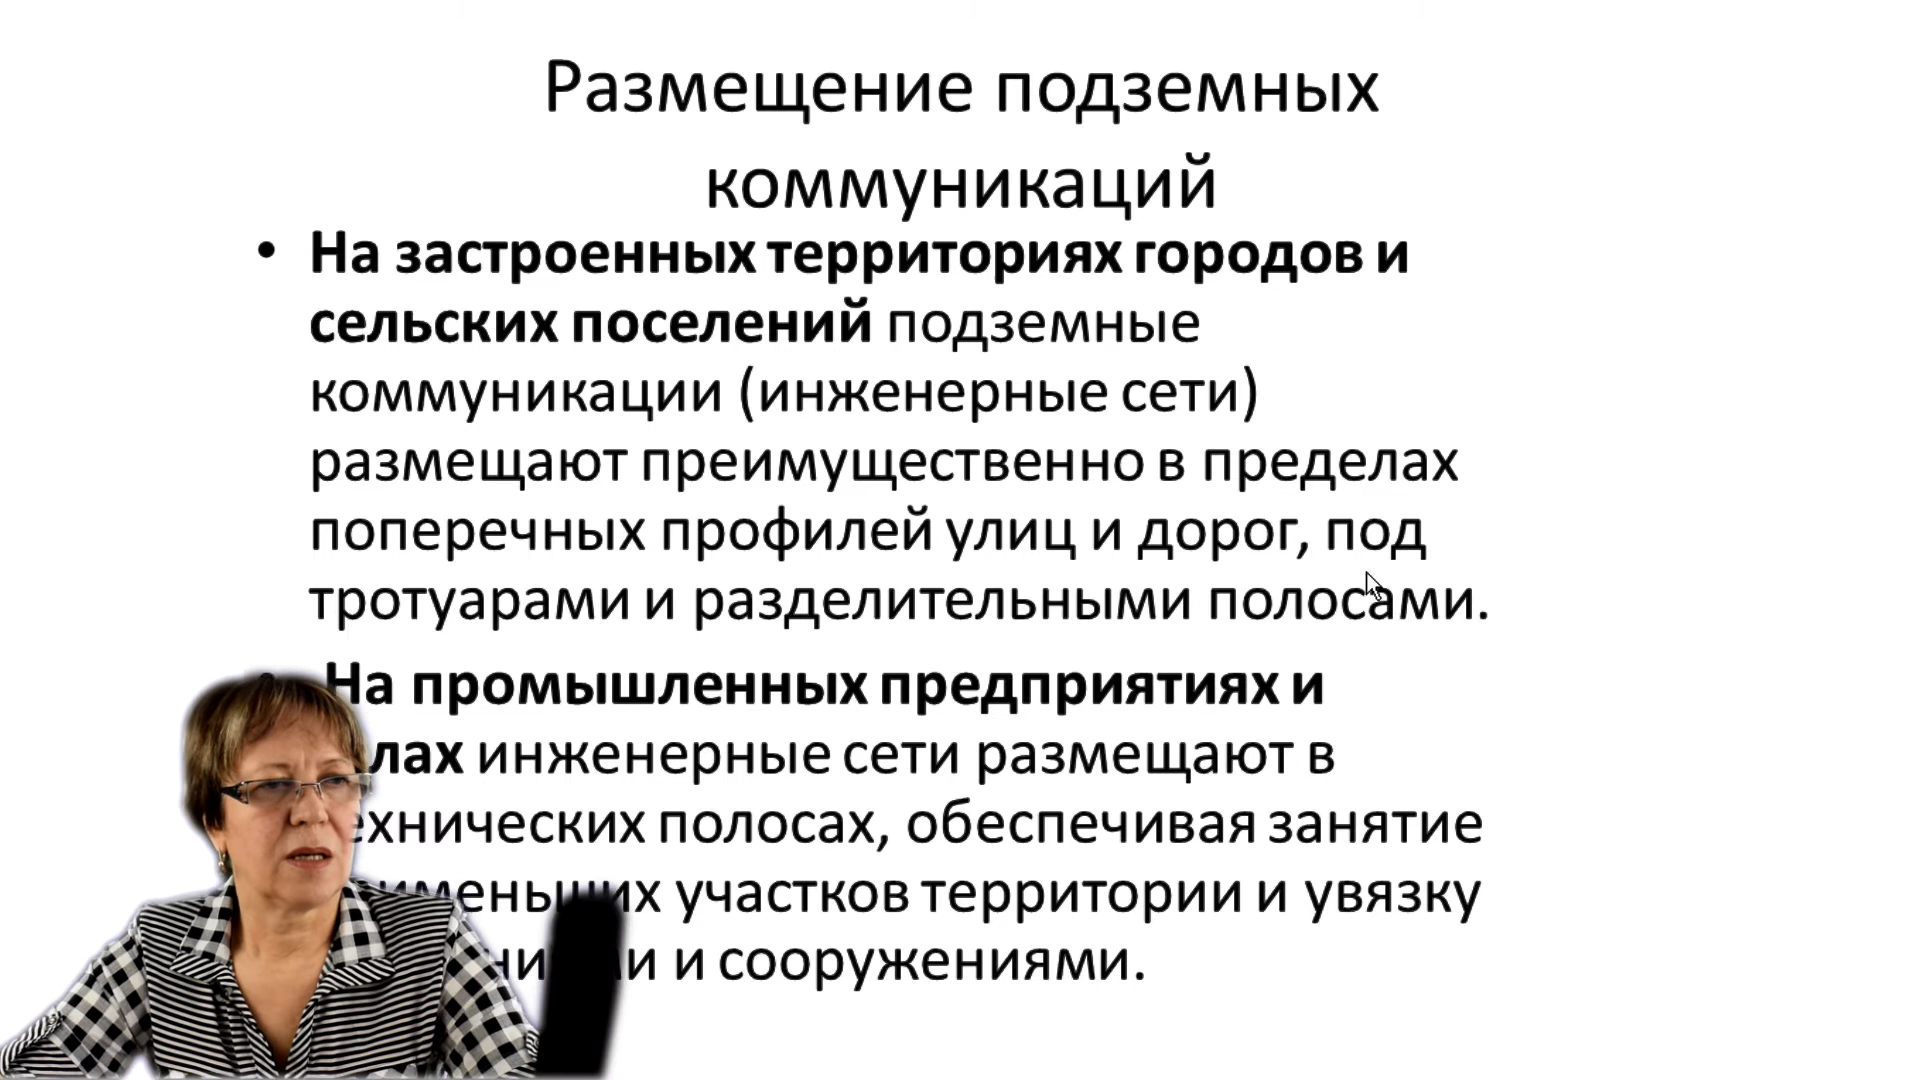 Размещение подземных
коммуникаций
• На застроенных территориях городов и
сельских поселений подземные
коммуникации (инженерные сети)
размещают преимущественно в пределах
поперечных профилей улиц и дорог, под
тротуарами и разделительными полосами.
На промышленных предприятиях и
инженерные сети размещают в
полосах, обеспечивая занятие
участков территории и увязку
и сооружениями.